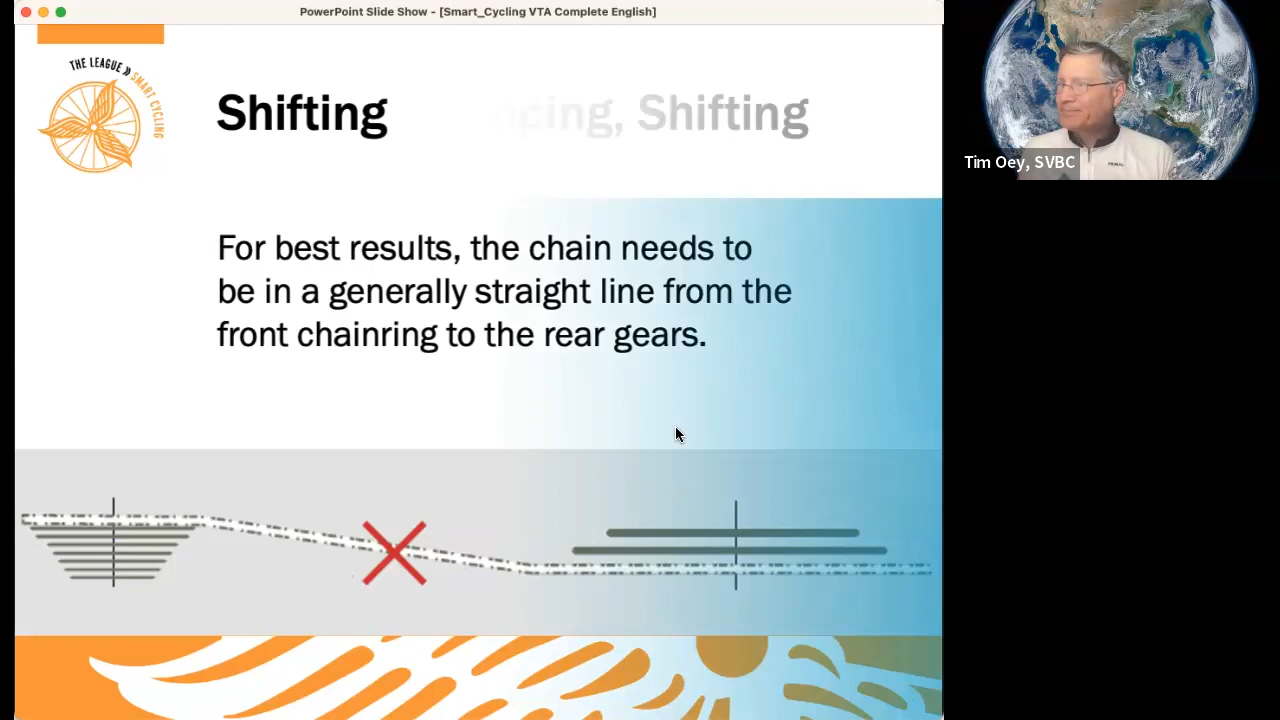 PowerPoint Slide Show - [Smart_Cycling VTA Complete English]
THE LEAGUE
SMART CYCLING
Shifting
Shifting
For best results, the chain needs to
be in a generally straight line from the
front chainring to the rear gears.
Tim Oey, SVBC